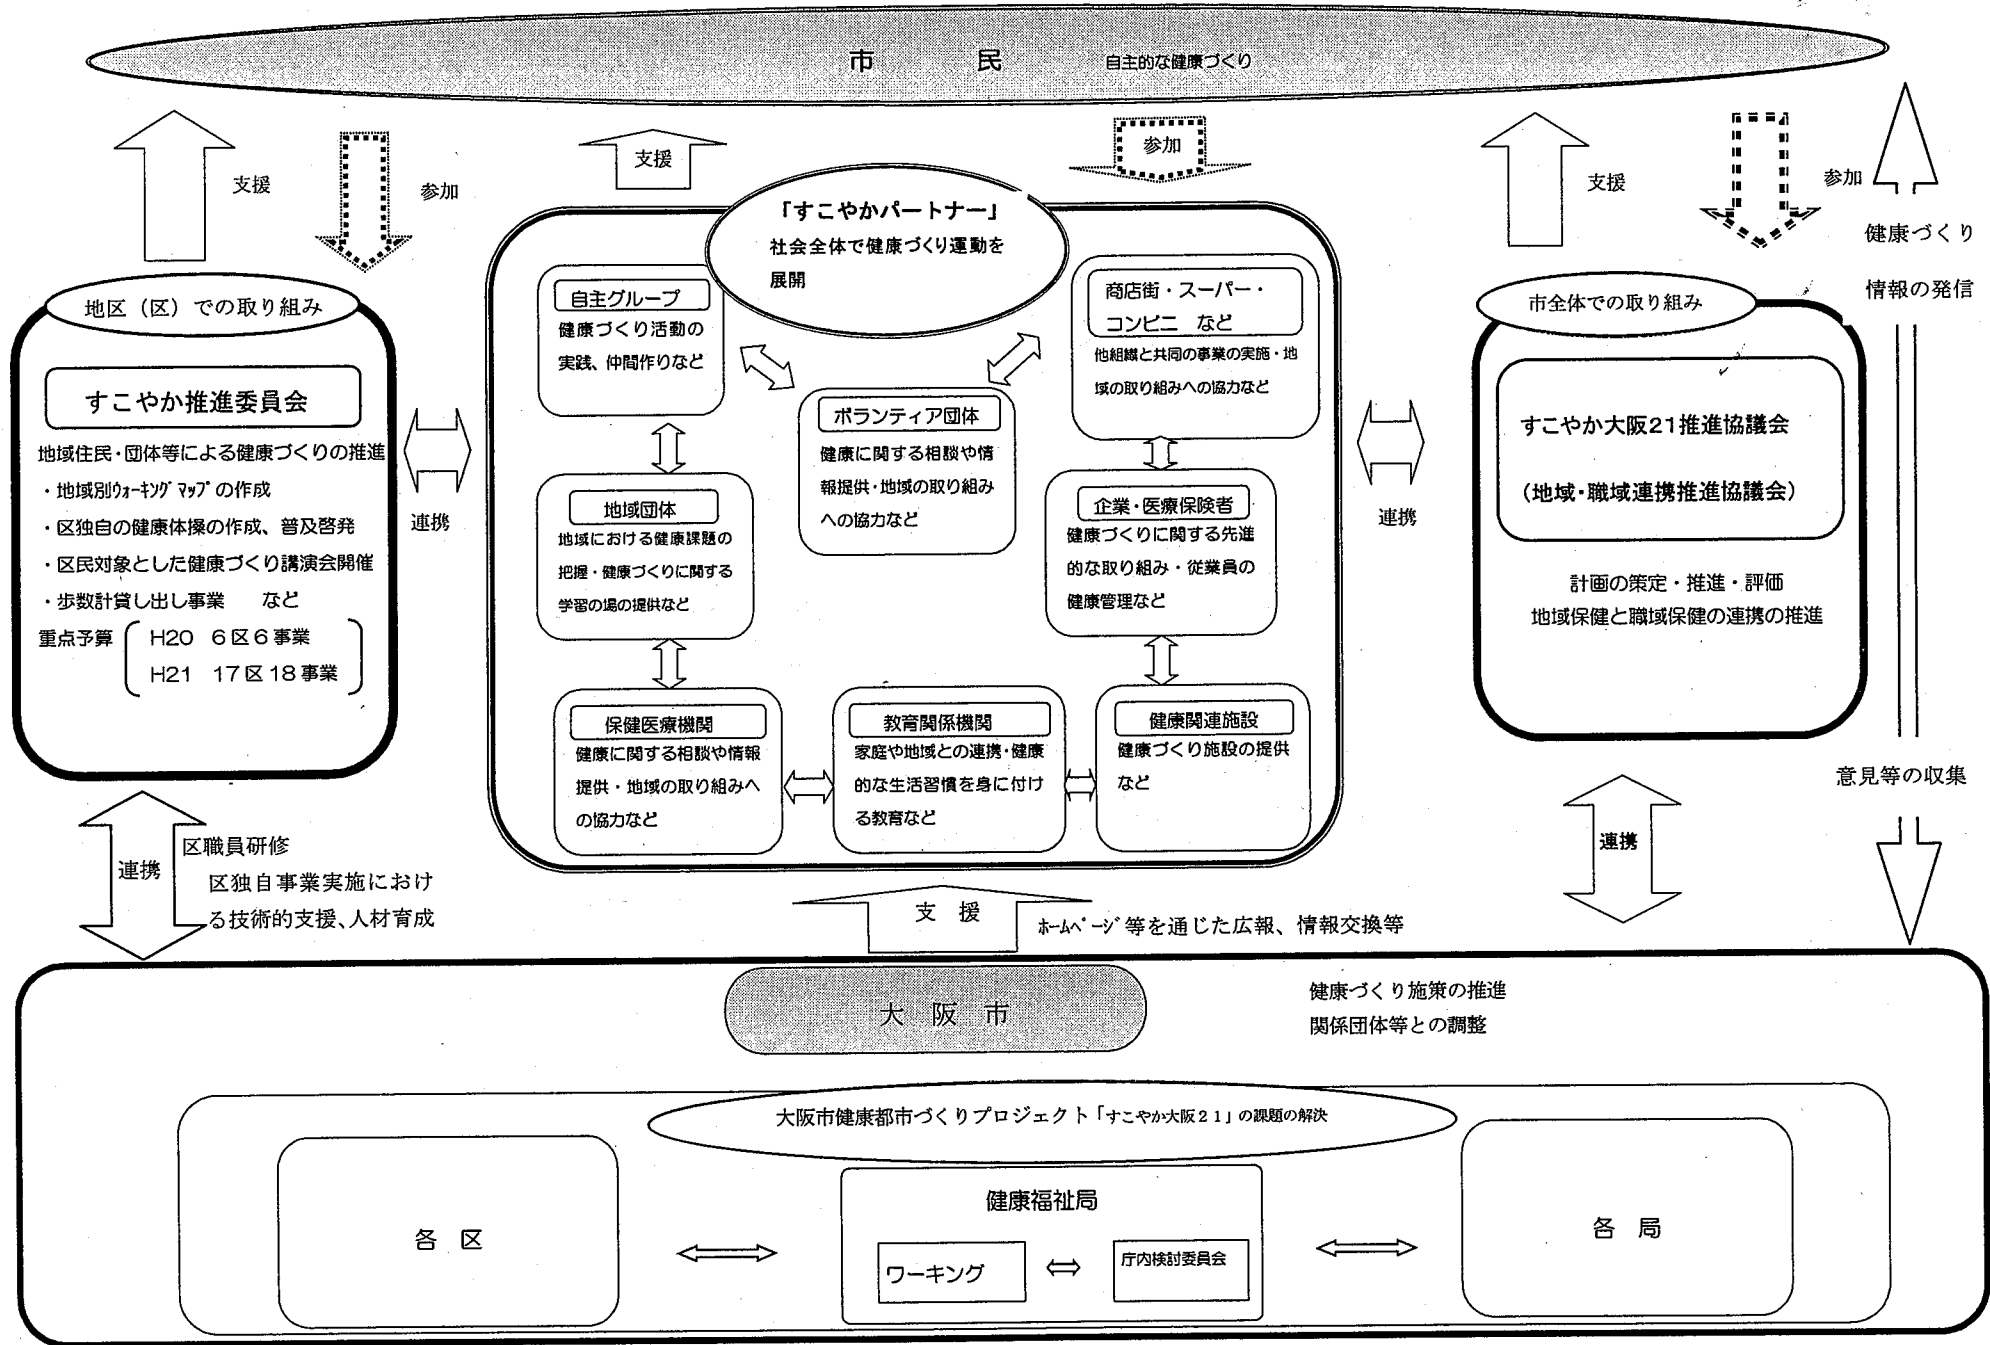 市　民　自主的な健康づくり
支援
参加
支援
参加
支援
参加
健康づくり
情報の発信
意見等の収集
地区（区）での取り組み
すこやか推進委員会
地域住民・団体等による健康づくりの推進
・地域別ｳｫｰｷﾝｸﾞﾏｯﾌﾟの作成
・区独自の健康体操の作成、普及啓発
・区民対象とした健康づくり講演会開催
・歩数計貸し出し事業　など
重点予算
H20　6区6事業
H21　17区18事業
連携
「すこやかパートナー」
社会全体で健康づくり運動を
展開
自主グループ
健康づくり活動の
実践、仲間作りなど
商店街・スーパー・
コンビニ　など
他組織と共同の事業の実施・地
域の取り組みへの協力など
ボランティア団体
健康に関する相談や情
報提供・地域の取り組み
への協力など
地域団体
地域における健康課題の
把握・健康づくりに関する
学習の場の提供など
企業・医療保険者
健康づくりに関する先進
的な取り組み・従業員の
健康管理など
保健医療機関
健康に関する相談や情報
提供・地域の取り組みへ
の協力など
教育関係機関
家庭や地域との連携・健康
的な生活習慣を身に付け
る教育など
健康関連施設
健康づくり施設の提供
など
連携
市全体での取り組み
すこやか大阪21推進協議会
（地域・職域連携推進協議会）
計画の策定・推進・評価
地域保健と職域保健の連携の推進
連携
区職員研修
区独自事業実施におけ
る技術的支援、人材育成
支　援
ﾎｰﾑﾍﾟｰｼﾞ等を通じた広報、情報交換等
連携
大　阪　市
健康づくり施策の推進
関係団体等との調整
大阪市健康都市づくりプロジェクト「すこやか大阪２１」の課題の解決
各　区
健康福祉局
ワーキング
庁内検討委員会
各　局